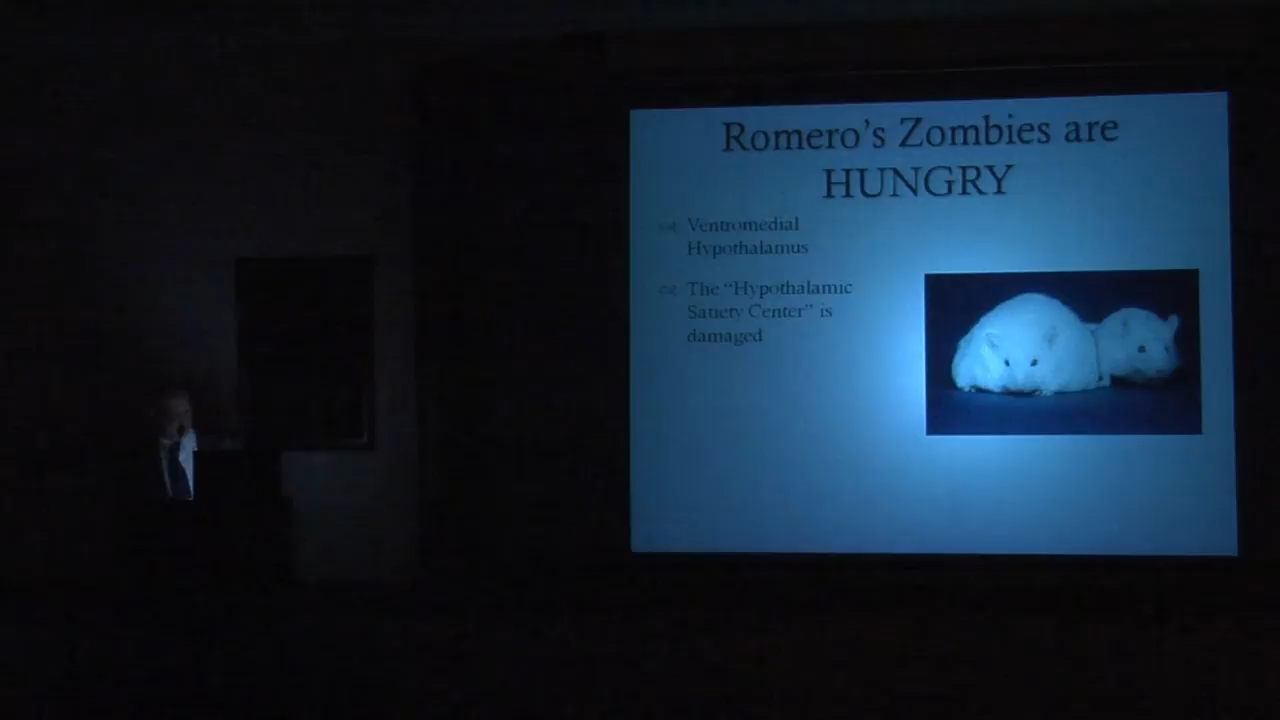 Romero's Zombies are
HUNGRY
Ventromedial
Hypothalamus
The “Hypothalamic
Satiety Center” is
damaged